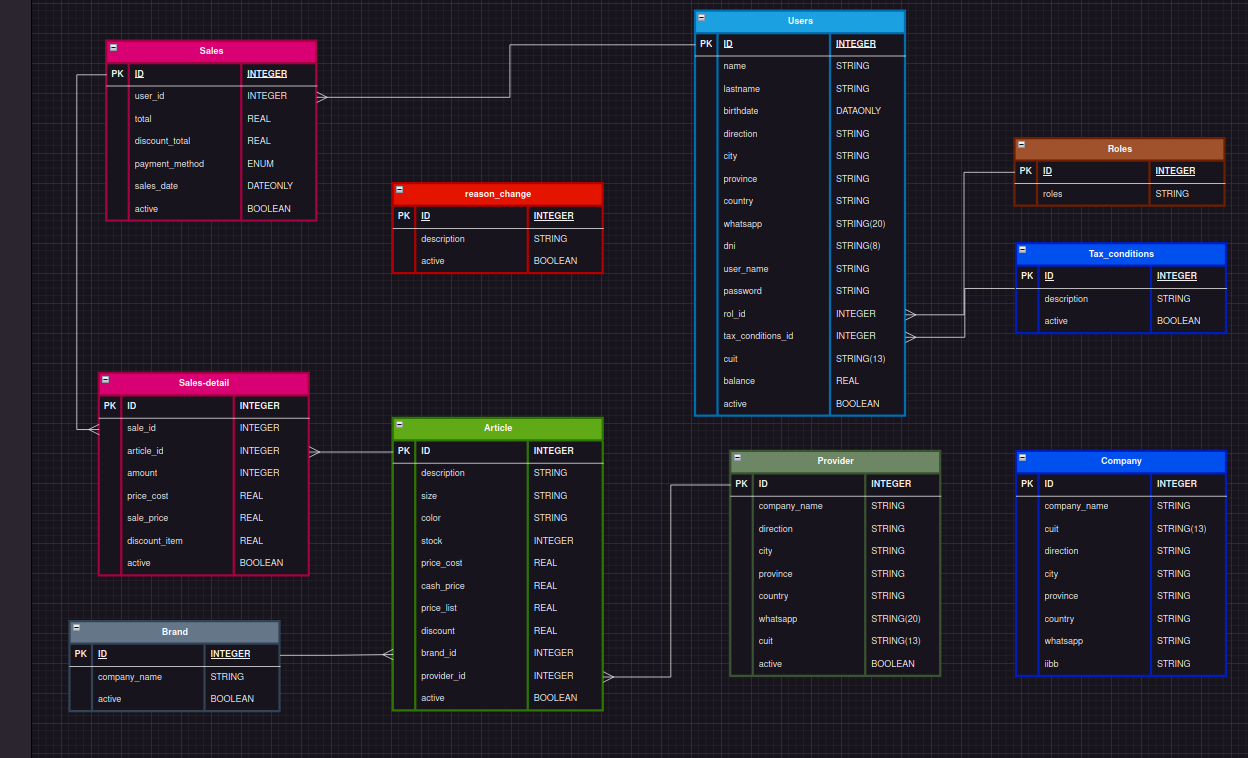 Sales
PK ID INTEGER
user_id INTEGER
total REAL
discount_total REAL
payment_method ENUM
sales_date DATEONLY
active BOOLEAN
Users
PK ID INTEGER
name STRING
lastname STRING
birthdate DATAONLY
direction STRING
city STRING
province STRING
country STRING
whatsapp STRING(20)
dni STRING(8)
user_name STRING
password STRING
rol_id INTEGER
tax_conditions_id INTEGER
cuit STRING(13)
balance REAL
active BOOLEAN
Roles
PK ID INTEGER
roles STRING
reason_change
PK ID INTEGER
description STRING
active BOOLEAN
Tax_conditions
PK ID INTEGER
description STRING
active BOOLEAN
Sales-detail
PK ID INTEGER
sale_id INTEGER
article_id INTEGER
amount INTEGER
price_cost REAL
sale_price REAL
discount_item REAL
active BOOLEAN
Article
PK ID INTEGER
description STRING
size STRING
color STRING
stock INTEGER
price_cost REAL
cash_price REAL
price_list REAL
discount REAL
brand_id INTEGER
provider_id INTEGER
active BOOLEAN
Provider
PK ID INTEGER
company_name STRING
direction STRING
city STRING
province STRING
country STRING
whatsapp STRING(20)
cuit STRING(13)
active BOOLEAN
Company
PK ID INTEGER
company_name STRING
cuit STRING(13)
direction STRING
city STRING
province STRING
country STRING
whatsapp STRING
iibb STRING
Brand
PK ID INTEGER
company_name STRING
active BOOLEAN